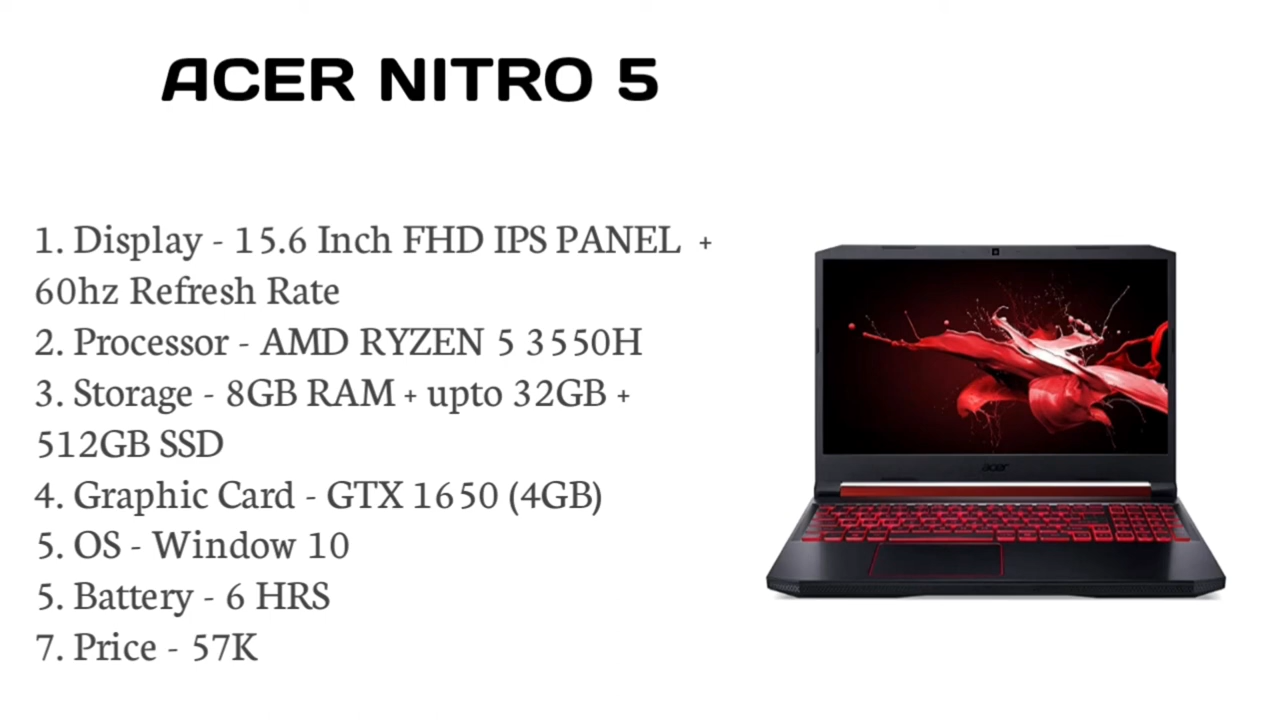 ACER NITRO 5
1. Display - 15.6 Inch FHD IPS PANEL +
60hz Refresh Rate
2. Processor - AMD RYZEN 5 3550H
3. Storage - 8GB RAM + upto 32GB +
512GB SSD
4. Graphic Card - GTX 1650 (4GB)
5. OS - Window 10
5. Battery - 6 HRS
7. Price - 57K
acer